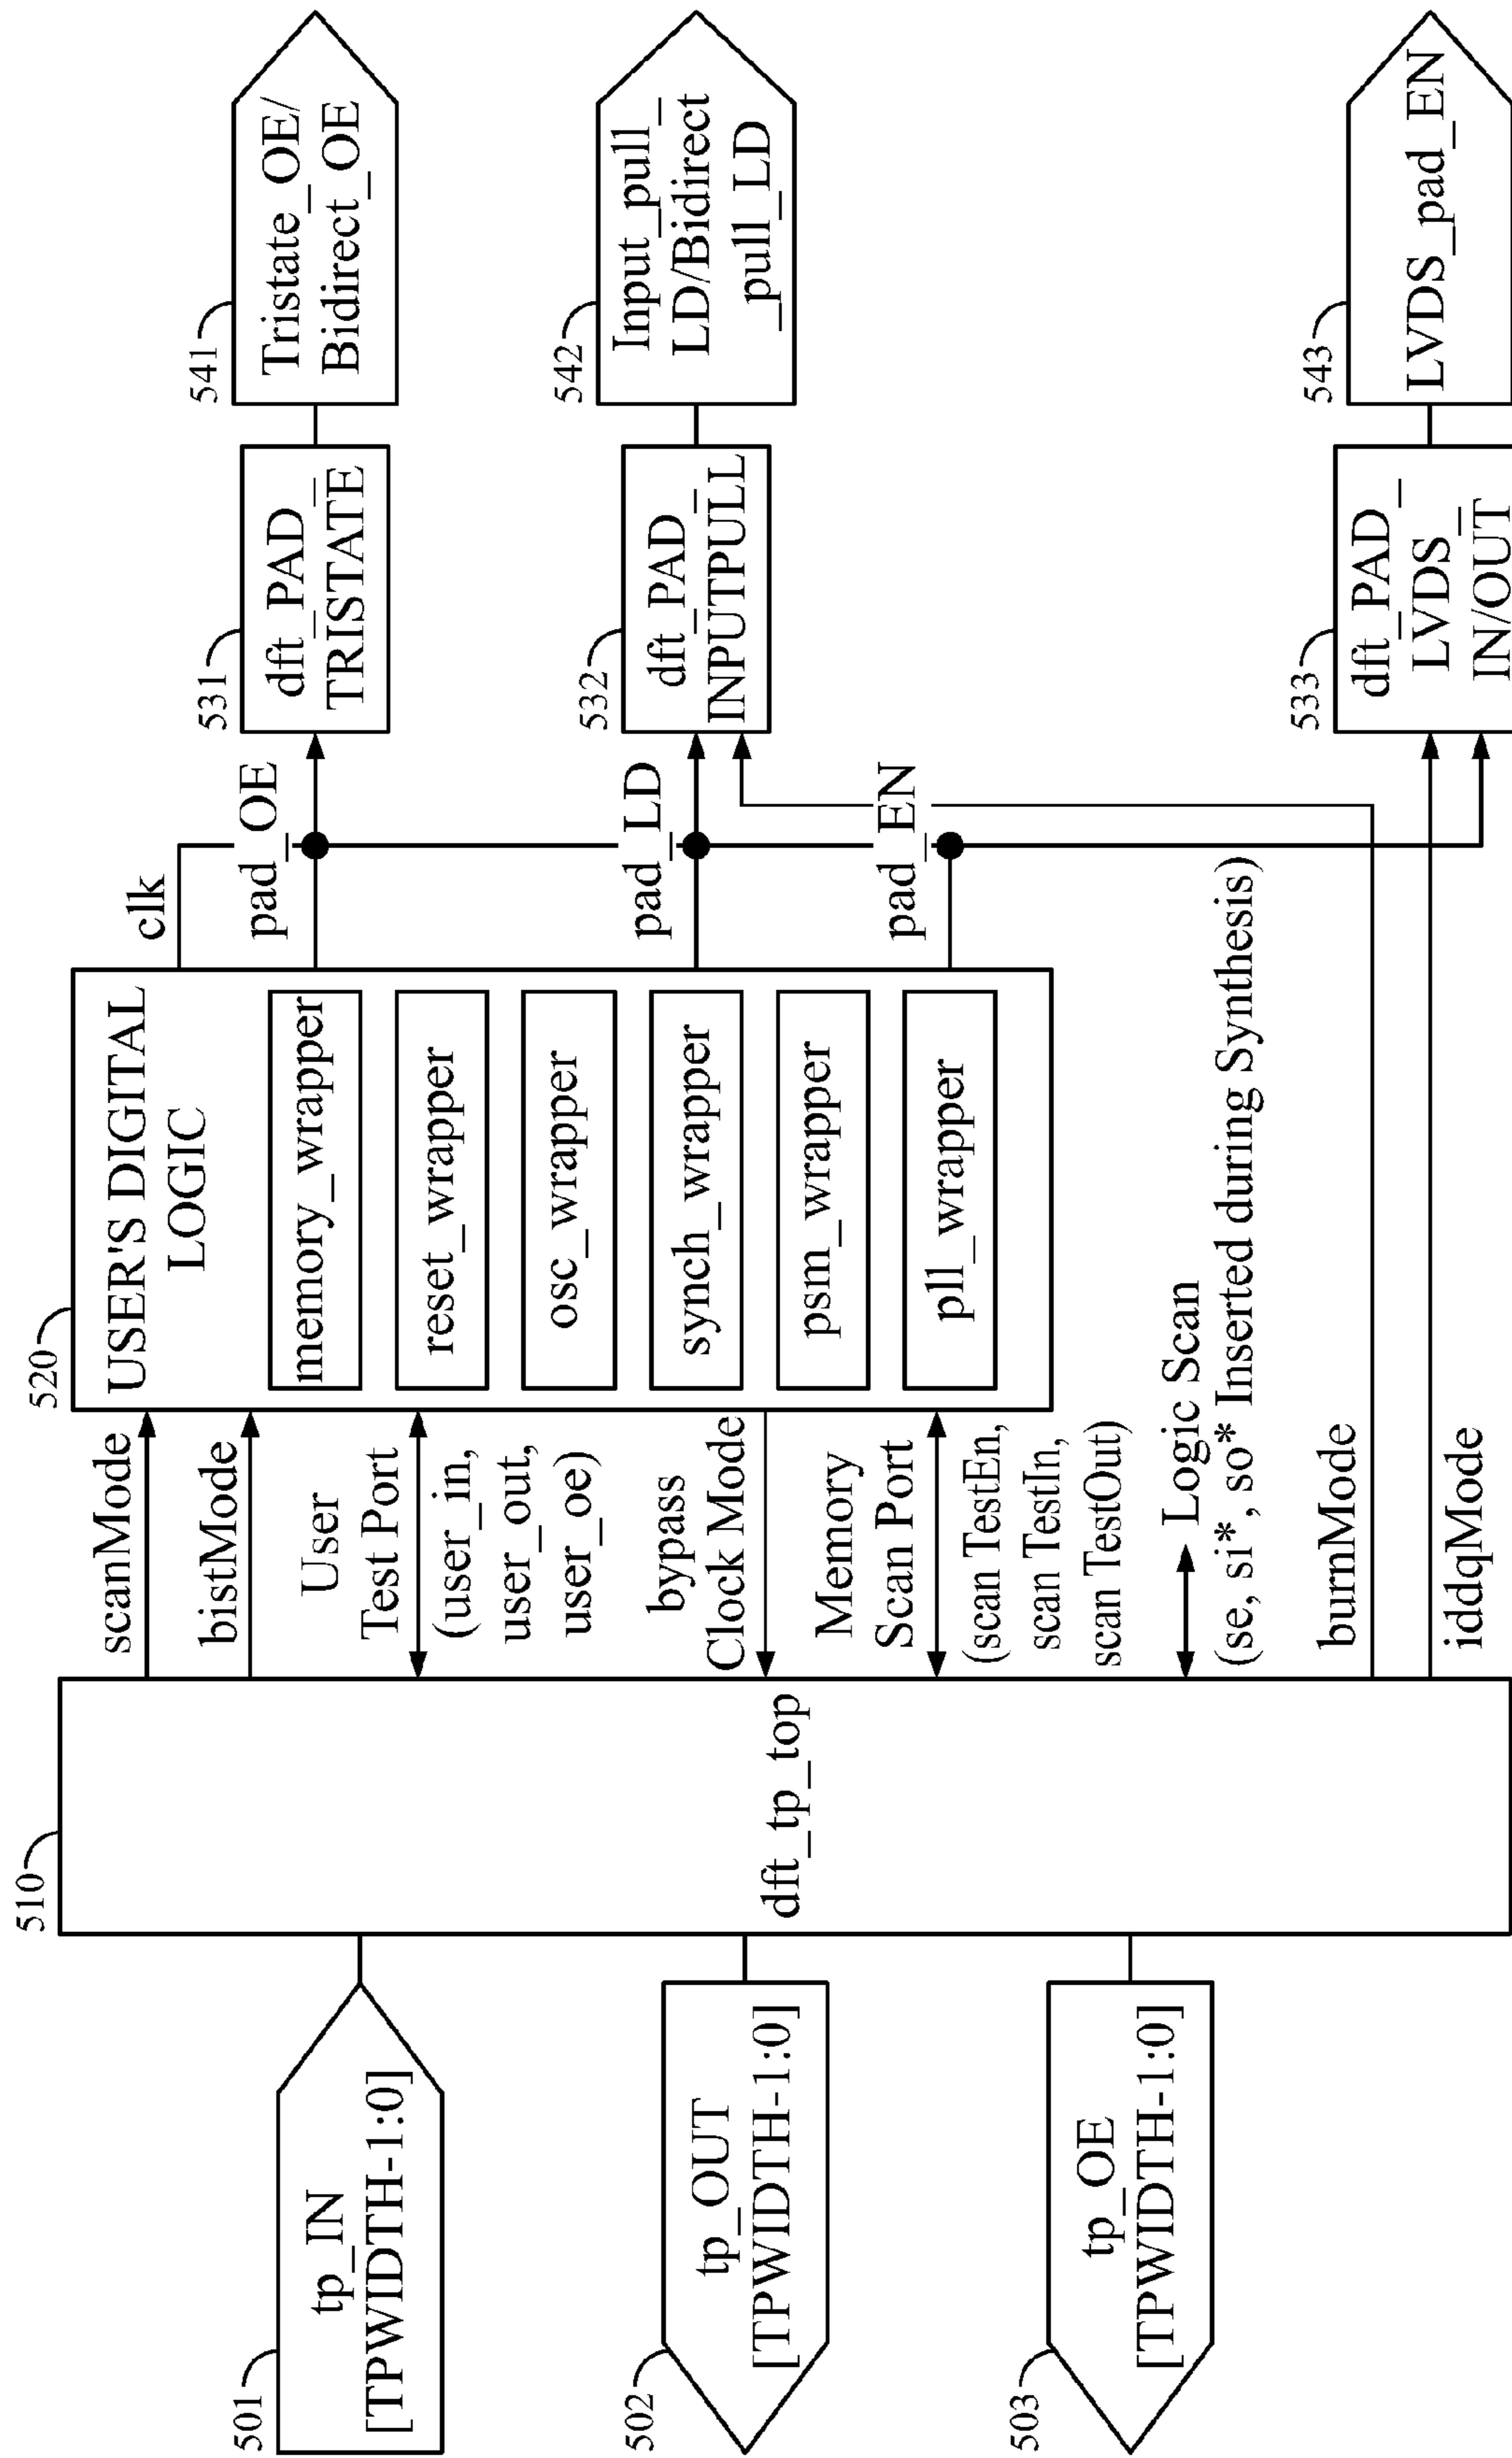 501
tp_IN
[TPWIDTH-1:0]
502
tp_OUT
[TPWIDTH-1:0]
503
tp_OE
[TPWIDTH-1:0]
510
dft_tp_top
scanMode
bistMode
User
Test Port
(user_in,
user_out,
user_oe)
bypass
Clock Mode
Memory
Scan Port
(scan TestEn,
scan TestIn,
scan TestOut)
Logic Scan
(se, si*, so* Inserted during Synthesis)
burnMode
iddqMode
520
USER'S DIGITAL
LOGIC
memory_wrapper
reset_wrapper
osc_wrapper
synch_wrapper
psm_wrapper
pll_wrapper
clk
pad_OE
pad_LD
pad_EN
531
dft_PAD_
TRISTATE
532
dft_PAD_
INPUTPULL
533
dft_PAD_
LVDS_
IN/OUT
541
Tristate_OE/
Bidirect_OE
542
Input_pull_
LD/Bidirect
_pull_LD
543
LVDS_pad_EN